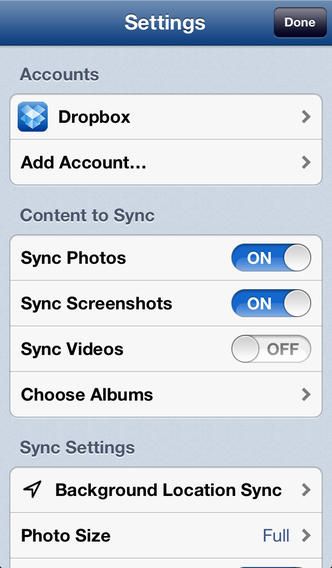 Settings
Done
Accounts
Dropbox
Add Account...
Content to Sync
Sync Photos ON
Sync Screenshots ON
Sync Videos OFF
Choose Albums
Sync Settings
Background Location Sync
Photo Size Full